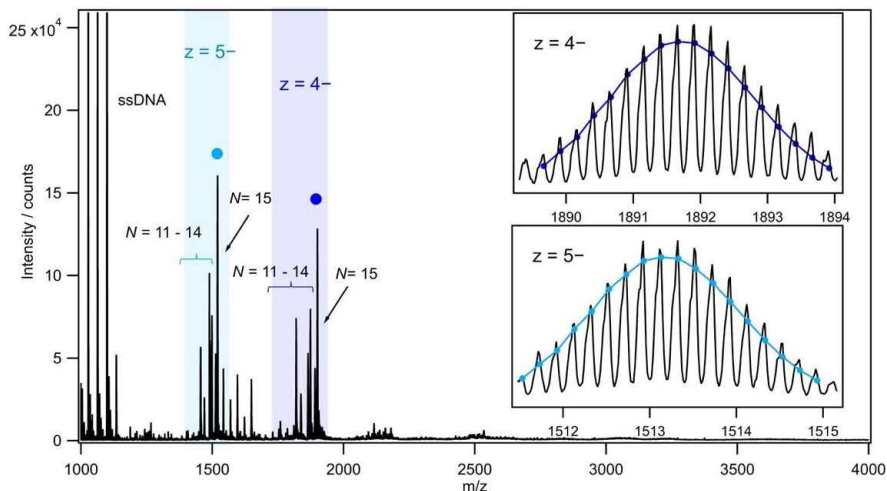 25 x10⁴
20
15
10
5
0
Intensity / counts
1000
1500
2000
2500
3000
3500
4000
m/z
ssDNA
z = 5−
z = 4−
N = 11 - 14
N= 15
N = 11 - 14
N= 15
z = 4−
1890
1891
1892
1893
1894
z = 5−
1512
1513
1514
1515